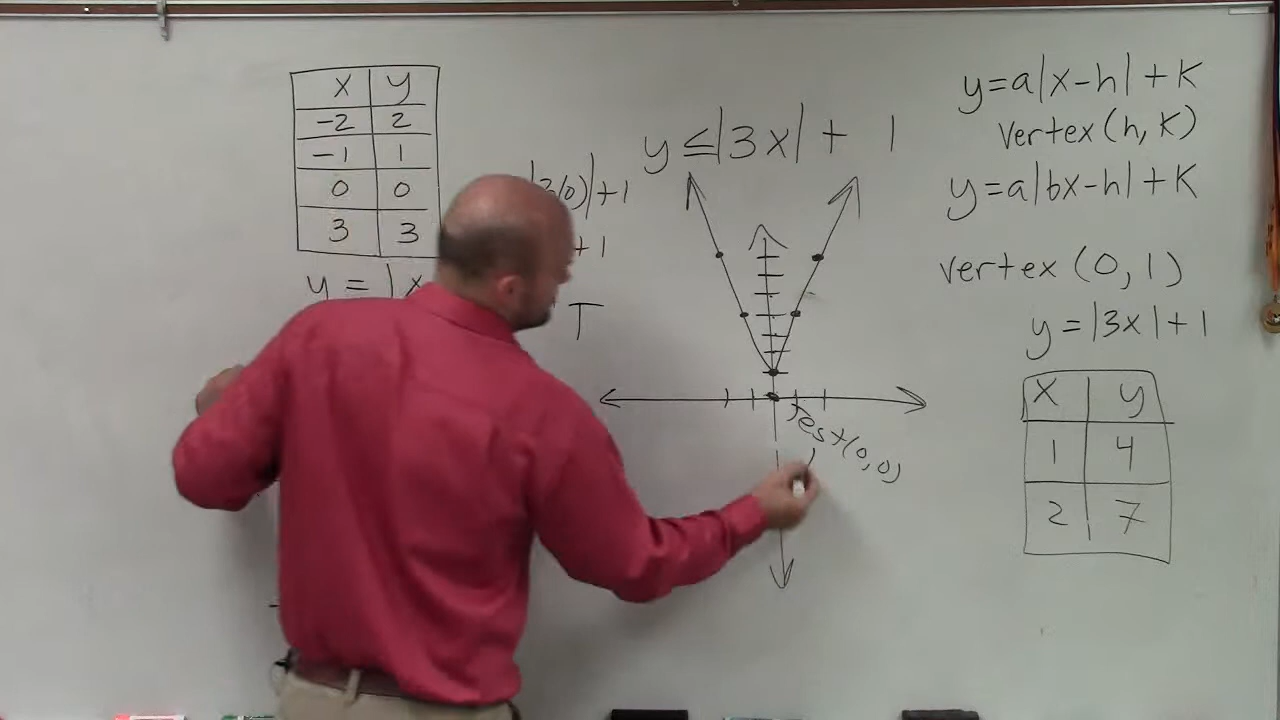 x y
-2 2
-1 1
0 0
3 3
y = |x
(0)|+1
+1
T
y ≤ |3x| + 1
Test(0,0)
y=a|x-h|+K
vertex(h,K)
y=a|bx-h|+K
vertex (0,1)
y=|3x|+1
x y
1 4
2 7